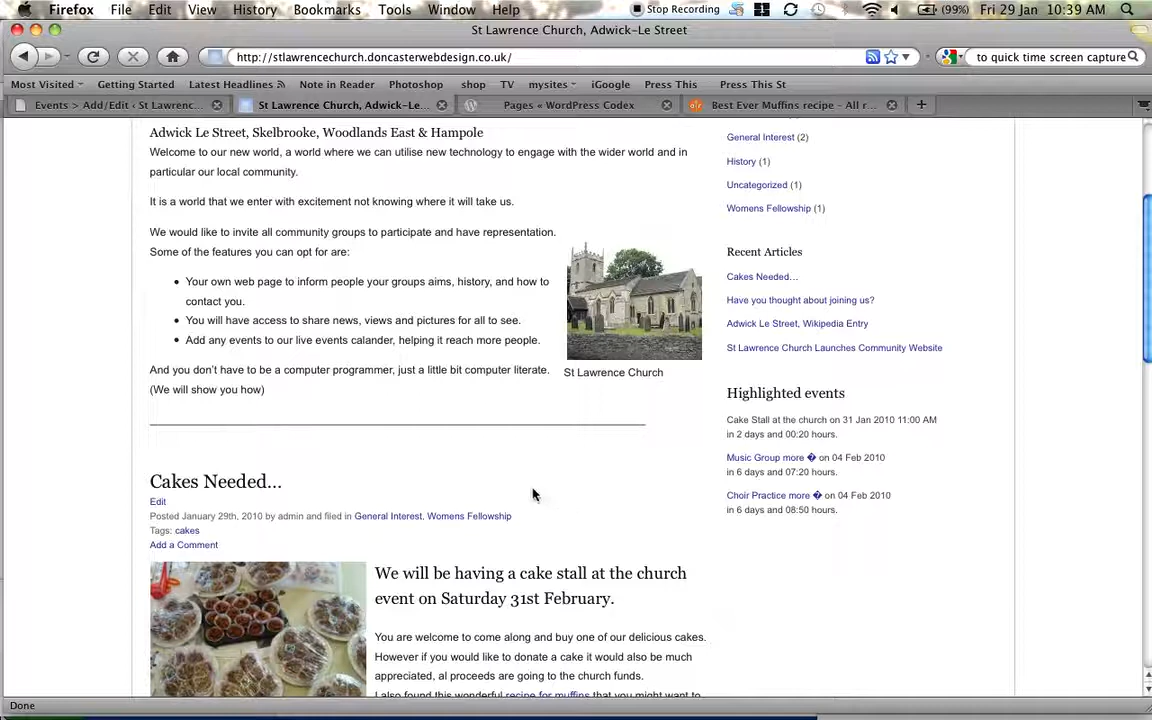 Firefox File Edit View History Bookmarks Tools Window Help Stop Recording (99%) Fri 29 Jan 10:39 AM
St Lawrence Church, Adwick-Le Street
http://stlawrencechurch.doncasterwebdesign.co.uk/ to quick time screen capture
Most Visited Getting Started Latest Headlines Note in Reader Photoshop shop TV mysites iGoogle Press This Press This St
Events > Add/Edit ‹ St Lawrenc... St Lawrence Church, Adwick-Le... Pages « WordPress Codex Best Ever Muffins recipe - All r...
Adwick Le Street, Skelbrooke, Woodlands East & Hampole
Welcome to our new world, a world where we can utilise new technology to engage with the wider world and in
particular our local community.
It is a world that we enter with excitement not knowing where it will take us.
We would like to invite all community groups to participate and have representation.
Some of the features you can opt for are:
• Your own web page to inform people your groups aims, history, and how to
contact you.
• You will have access to share news, views and pictures for all to see.
• Add any events to our live events calander, helping it reach more people.
And you don't have to be a computer programmer, just a little bit computer literate.
(We will show you how)
St Lawrence Church
Cakes Needed...
Edit
Posted January 29th, 2010 by admin and filed in General Interest, Womens Fellowship
Tags: cakes
Add a Comment
We will be having a cake stall at the church
event on Saturday 31st February.
You are welcome to come along and buy one of our delicious cakes.
However if you would like to donate a cake it would also be much
appreciated, al proceeds are going to the church funds.
I also found this wonderful recipe for muffins that you might want to
General Interest (2)
History (1)
Uncategorized (1)
Womens Fellowship (1)
Recent Articles
Cakes Needed...
Have you thought about joining us?
Adwick Le Street, Wikipedia Entry
St Lawrence Church Launches Community Website
Highlighted events
Cake Stall at the church on 31 Jan 2010 11:00 AM
in 2 days and 00:20 hours.
Music Group more � on 04 Feb 2010
in 6 days and 07:20 hours.
Choir Practice more � on 04 Feb 2010
in 6 days and 08:50 hours.
Done